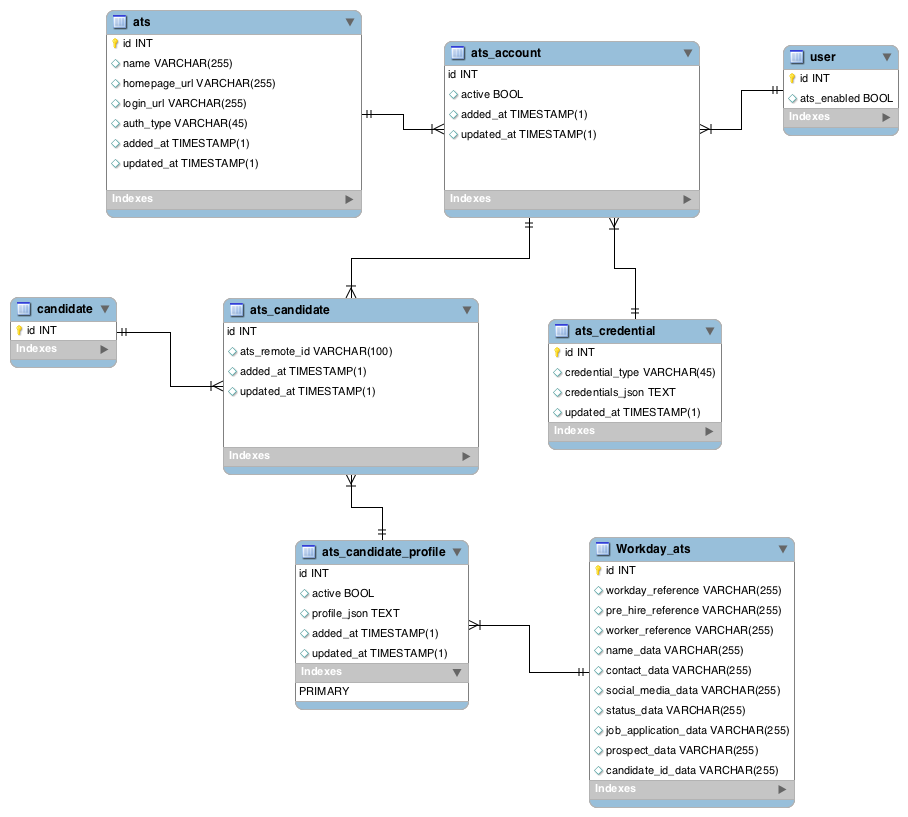 ats
id INT
name VARCHAR(255)
homepage_url VARCHAR(255)
login_url VARCHAR(255)
auth_type VARCHAR(45)
added_at TIMESTAMP(1)
updated_at TIMESTAMP(1)
Indexes
ats_account
id INT
active BOOL
added_at TIMESTAMP(1)
updated_at TIMESTAMP(1)
Indexes
user
id INT
ats_enabled BOOL
Indexes
candidate
id INT
Indexes
ats_candidate
id INT
ats_remote_id VARCHAR(100)
added_at TIMESTAMP(1)
updated_at TIMESTAMP(1)
Indexes
ats_credential
id INT
credential_type VARCHAR(45)
credentials_json TEXT
updated_at TIMESTAMP(1)
Indexes
ats_candidate_profile
id INT
active BOOL
profile_json TEXT
added_at TIMESTAMP(1)
updated_at TIMESTAMP(1)
Indexes
PRIMARY
Workday_ats
id INT
workday_reference VARCHAR(255)
pre_hire_reference VARCHAR(255)
worker_reference VARCHAR(255)
name_data VARCHAR(255)
contact_data VARCHAR(255)
social_media_data VARCHAR(255)
status_data VARCHAR(255)
job_application_data VARCHAR(255)
prospect_data VARCHAR(255)
candidate_id_data VARCHAR(255)
Indexes